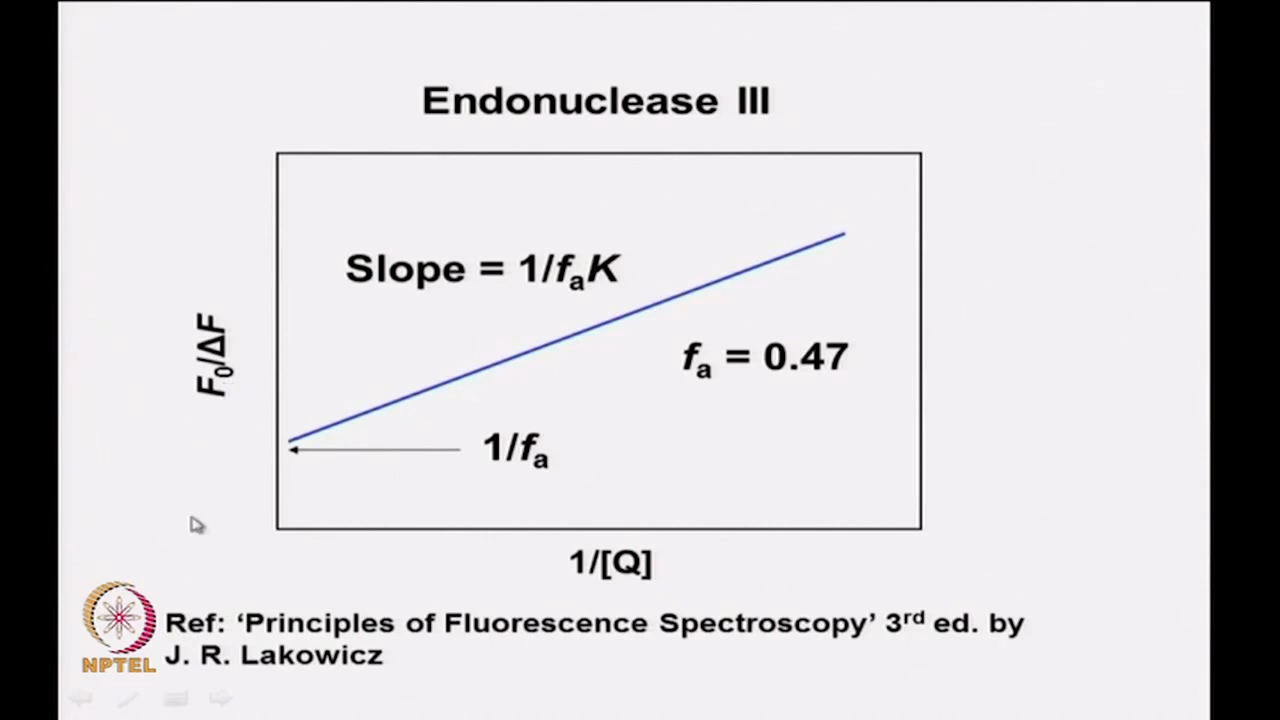 Endonuclease III
Slope = 1/fₐK
F₀/ΔF
fₐ = 0.47
1/fₐ
1/[Q]
Ref: ‘Principles of Fluorescence Spectroscopy’ 3ʳᵈ ed. by
J. R. Lakowicz
NPTEL